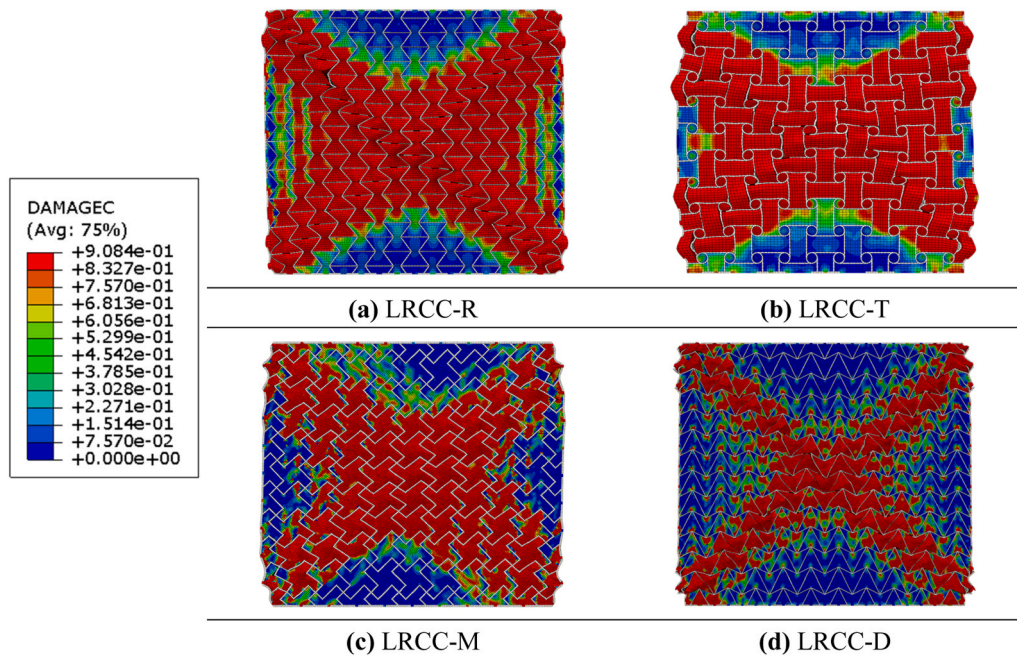 DAMAGEC
(Avg: 75%)
+9.084e-01
+8.327e-01
+7.570e-01
+6.813e-01
+6.056e-01
+5.299e-01
+4.542e-01
+3.785e-01
+3.028e-01
+2.271e-01
+1.514e-01
+7.570e-02
+0.000e+00
(a) LRCC-R
(b) LRCC-T
(c) LRCC-M
(d) LRCC-D